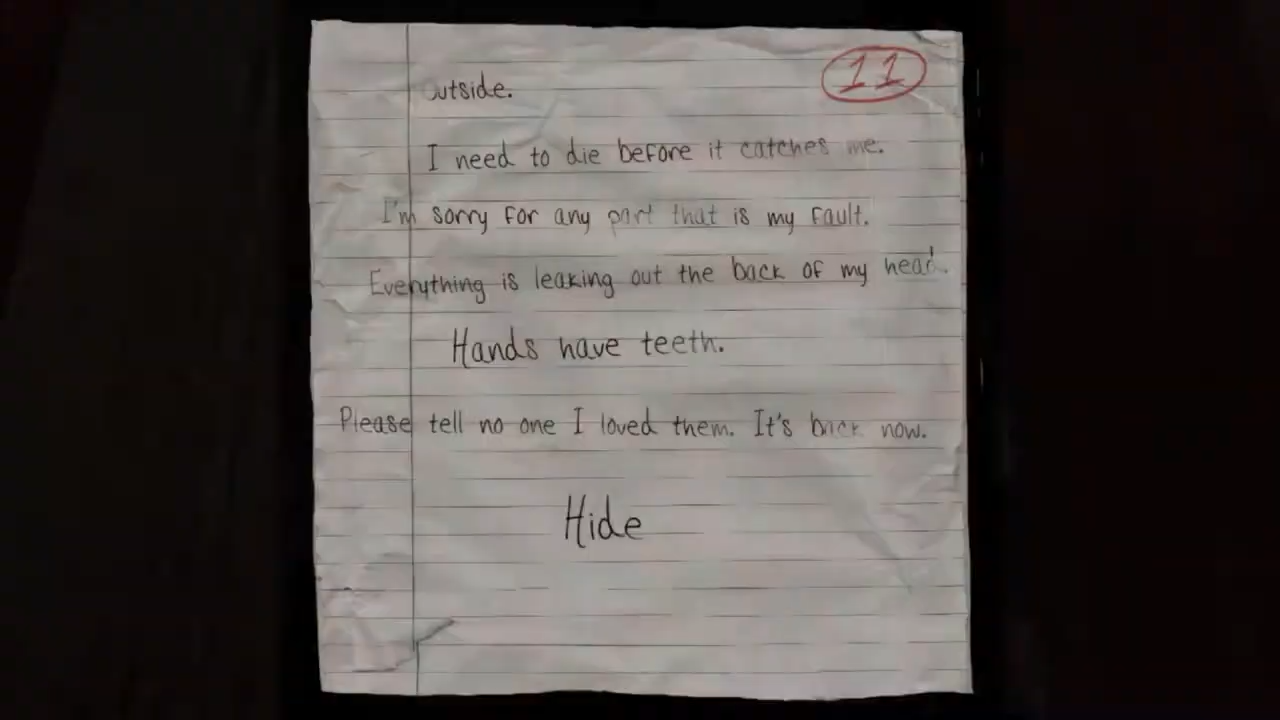 11
outside.
I need to die before it catches me.
I'm sorry for any part that is my fault.
Everything is leaking out the back of my head.
Hands have teeth.
Please tell no one I loved them. It's back now.
Hide